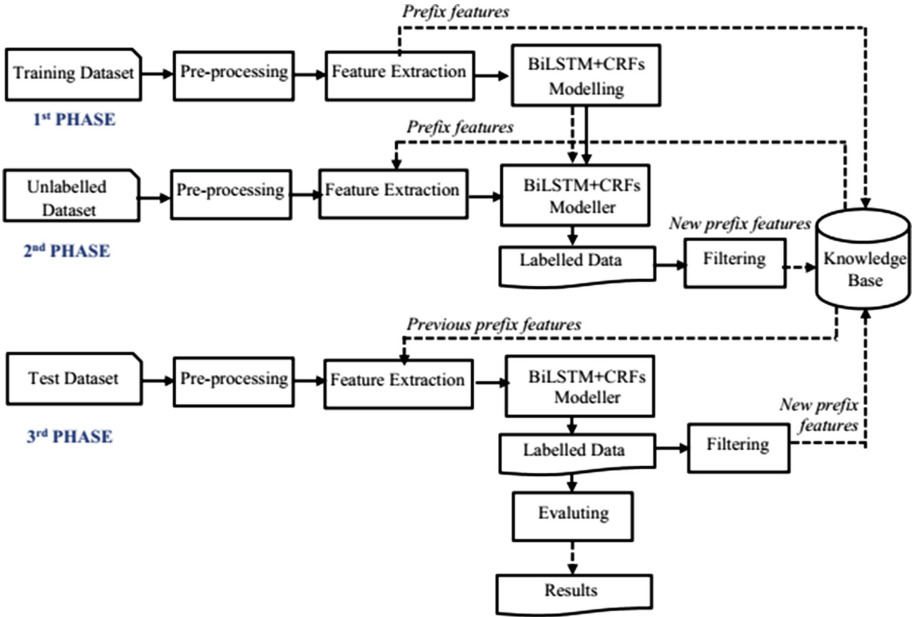 Prefix features
Training Dataset
Pre-processing
Feature Extraction
BiLSTM+CRFs
Modelling
1st PHASE
Prefix features
Unlabelled
Dataset
Pre-processing
Feature Extraction
BiLSTM+CRFs
Modeller
2nd PHASE
New prefix features
Labelled Data
Filtering
Knowledge
Base
Previous prefix features
Test Dataset
Pre-processing
Feature Extraction
BiLSTM+CRFs
Modeller
3rd PHASE
New prefix
features
Labelled Data
Filtering
Evaluting
Results